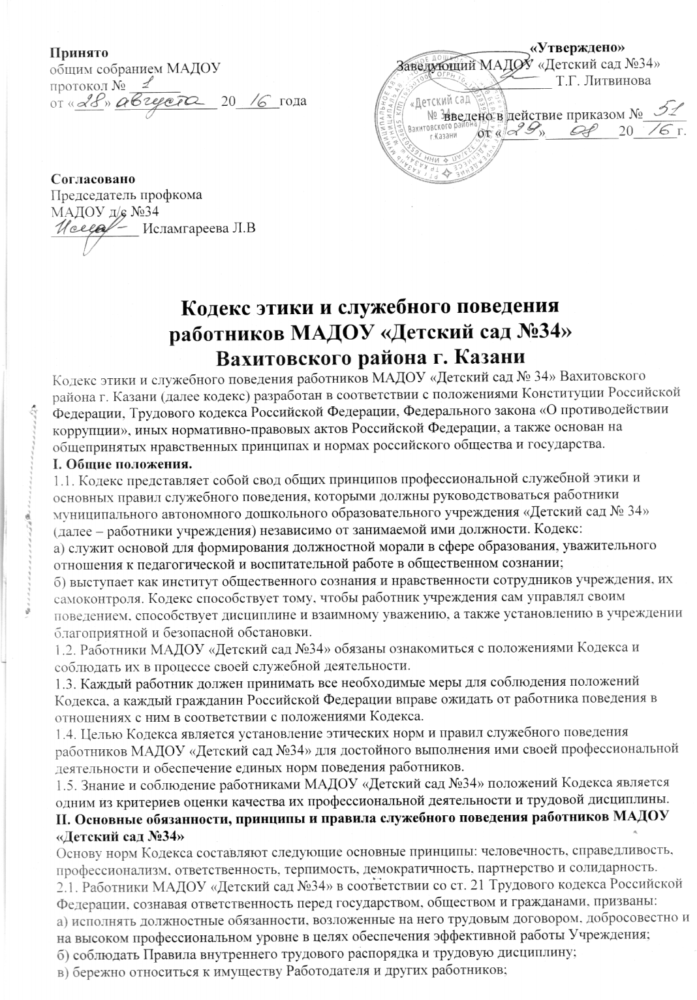 Принято
общим собранием МАДОУ
протокол № 1
от «28» августа 2016года
«Утверждено»
Заведующий МАДОУ «Детский сад №34»
Т.Г. Литвинова
введено в действие приказом № 51
от «29» 08 2016г.
«Детский сад
№ 34»
Вахитовского района
г.Казани
Согласовано
Председатель профкома
МАДОУ д/с №34
Исламгареева Л.В
Кодекс этики и служебного поведения
работников МАДОУ «Детский сад №34»
Вахитовского района г. Казани
Кодекс этики и служебного поведения работников МАДОУ «Детский сад № 34» Вахитовского
района г. Казани (далее кодекс) разработан в соответствии с положениями Конституции Российской
Федерации, Трудового кодекса Российской Федерации, Федерального закона «О противодействии
коррупции», иных нормативно-правовых актов Российской Федерации, а также основан на
общепринятых нравственных принципах и нормах российского общества и государства.
I. Общие положения.
1.1. Кодекс представляет собой свод общих принципов профессиональной служебной этики и
основных правил служебного поведения, которыми должны руководствоваться работники
муниципального автономного дошкольного образовательного учреждения «Детский сад № 34»
(далее – работники учреждения) независимо от занимаемой ими должности. Кодекс:
а) служит основой для формирования должностной морали в сфере образования, уважительного
отношения к педагогической и воспитательной работе в общественном сознании;
б) выступает как институт общественного сознания и нравственности сотрудников учреждения, их
самоконтроля. Кодекс способствует тому, чтобы работник учреждения сам управлял своим
поведением, способствует дисциплине и взаимному уважению, а также установлению в учреждении
благоприятной и безопасной обстановки.
1.2. Работники МАДОУ «Детский сад №34» обязаны ознакомиться с положениями Кодекса и
соблюдать их в процессе своей служебной деятельности.
1.3. Каждый работник должен принимать все необходимые меры для соблюдения положений
Кодекса, а каждый гражданин Российской Федерации вправе ожидать от работника поведения в
отношениях с ним в соответствии с положениями Кодекса.
1.4. Целью Кодекса является установление этических норм и правил служебного поведения
работников МАДОУ «Детский сад №34» для достойного выполнения ими своей профессиональной
деятельности и обеспечение единых норм поведения работников.
1.5. Знание и соблюдение работниками МАДОУ «Детский сад №34» положений Кодекса является
одним из критериев оценки качества их профессиональной деятельности и трудовой дисциплины.
II. Основные обязанности, принципы и правила служебного поведения работников МАДОУ
«Детский сад №34»
Основу норм Кодекса составляют следующие основные принципы: человечность, справедливость,
профессионализм, ответственность, терпимость, демократичность, партнерство и солидарность.
2.1. Работники МАДОУ «Детский сад №34» в соответствии со ст. 21 Трудового кодекса Российской
Федерации, сознавая ответственность перед государством, обществом и гражданами, призваны:
а) исполнять должностные обязанности, возложенные на него трудовым договором, добросовестно и
на высоком профессиональном уровне в целях обеспечения эффективной работы Учреждения;
б) соблюдать Правила внутреннего трудового распорядка и трудовую дисциплину;
в) бережно относиться к имуществу Работодателя и других работников;